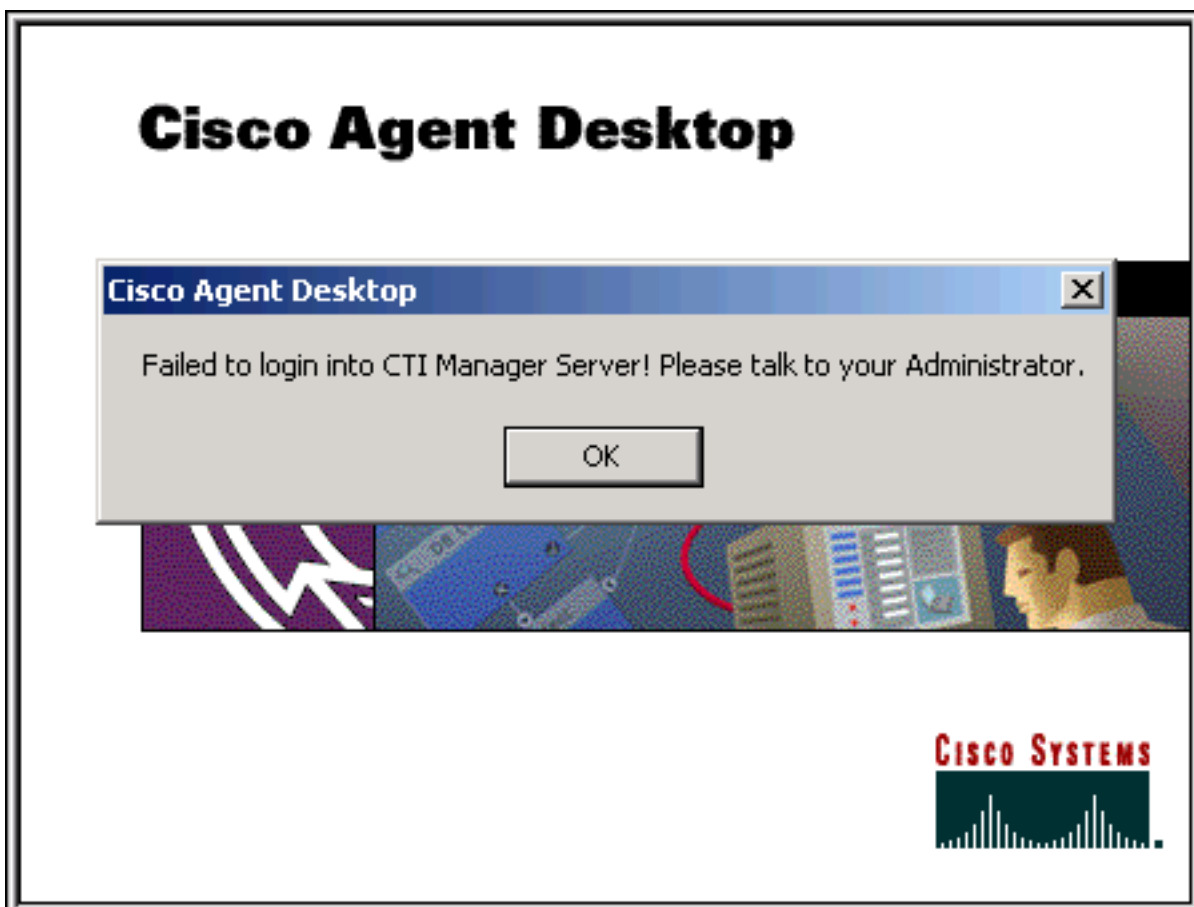 Cisco Agent Desktop
Cisco Agent Desktop
Failed to login into CTI Manager Server! Please talk to your Administrator.
OK
CISCO SYSTEMS